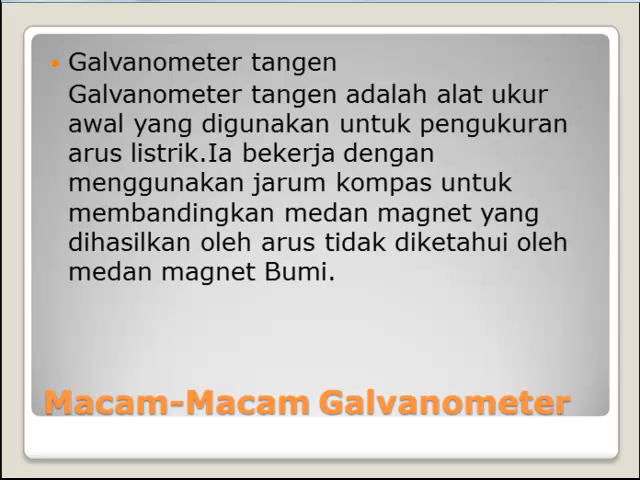 Galvanometer tangen
Galvanometer tangen adalah alat ukur
awal yang digunakan untuk pengukuran
arus listrik.Ia bekerja dengan
menggunakan jarum kompas untuk
membandingkan medan magnet yang
dihasilkan oleh arus tidak diketahui oleh
medan magnet Bumi.
Macam-Macam Galvanometer